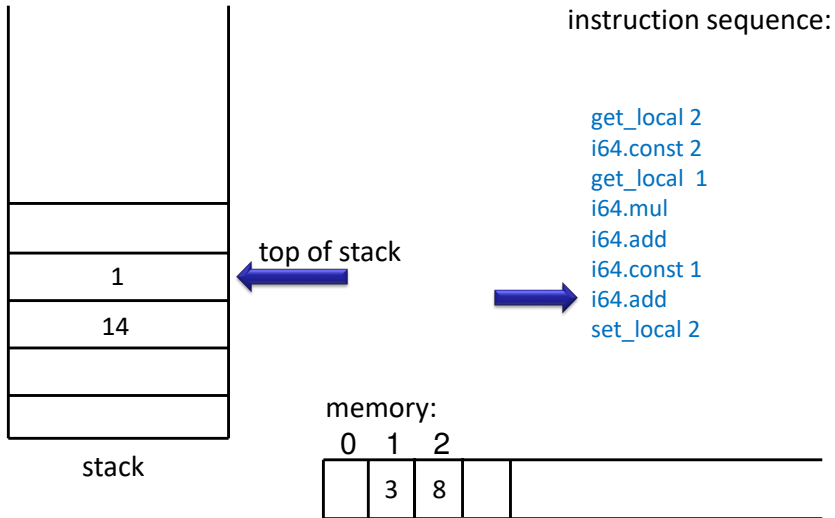 instruction sequence:
get_local 2
i64.const 2
get_local 1
i64.mul
i64.add
i64.const 1
i64.add
set_local 2
top of stack
1
14
stack
memory:
0 1 2
3 8